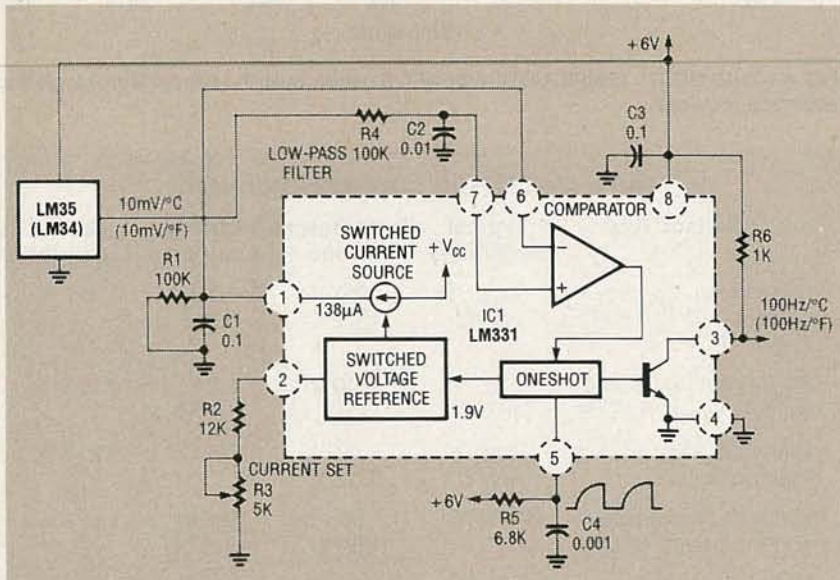 +6V
C3
0.1
R4
100K
C2
0.01
LOW-PASS
FILTER
LM35
(LM34)
10mV/°C
(10mV/°F)
7
6
8
COMPARATOR
SWITCHED
CURRENT
SOURCE
+VCC
−
+
R6
1K
R1
100K
1
138µA
IC1
LM331
100Hz/°C
(100Hz/°F)
3
C1
0.1
2
SWITCHED
VOLTAGE
REFERENCE
1.9V
ONESHOT
4
R2
12K
5
CURRENT SET
R3
5K
+6V
R5
6.8K
C4
0.001